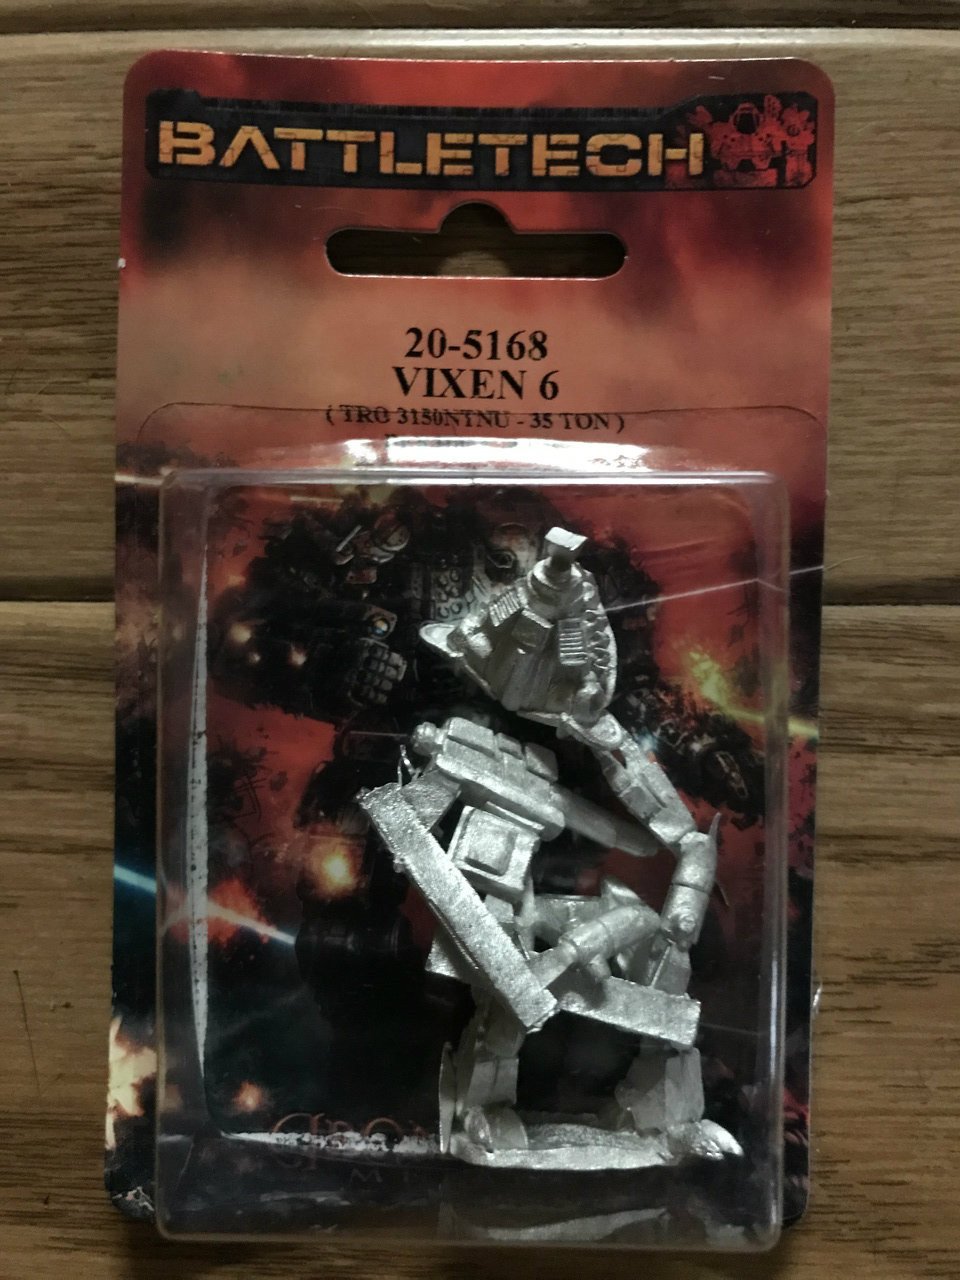 BATTLETECH
20-5168
VIXEN 6
( TRO 3150NTNU - 35 TON )